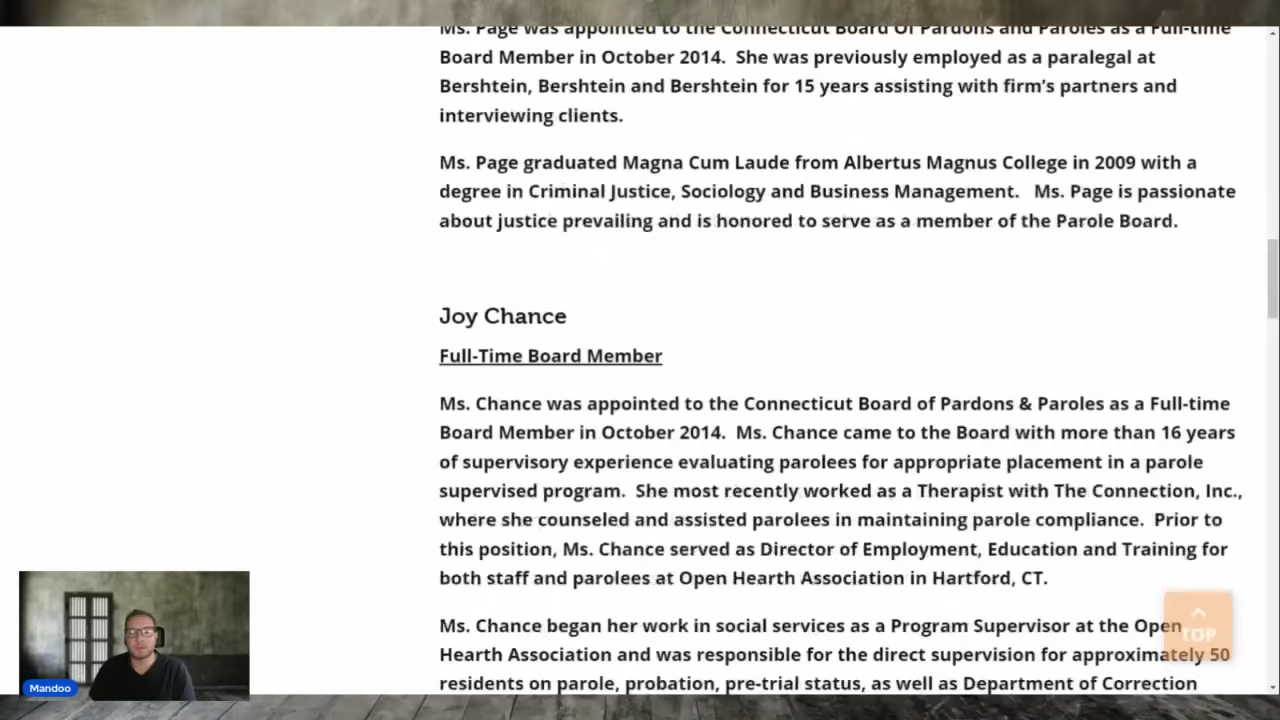 Ms. Page was appointed to the Connecticut Board Of Pardons and Paroles as a Full-time
Board Member in October 2014.  She was previously employed as a paralegal at
Bershtein, Bershtein and Bershtein for 15 years assisting with firm's partners and
interviewing clients.
Ms. Page graduated Magna Cum Laude from Albertus Magnus College in 2009 with a
degree in Criminal Justice, Sociology and Business Management.   Ms. Page is passionate
about justice prevailing and is honored to serve as a member of the Parole Board.
Joy Chance
Full-Time Board Member
Ms. Chance was appointed to the Connecticut Board of Pardons & Paroles as a Full-time
Board Member in October 2014.  Ms. Chance came to the Board with more than 16 years
of supervisory experience evaluating parolees for appropriate placement in a parole
supervised program.  She most recently worked as a Therapist with The Connection, Inc.,
where she counseled and assisted parolees in maintaining parole compliance.  Prior to
this position, Ms. Chance served as Director of Employment, Education and Training for
both staff and parolees at Open Hearth Association in Hartford, CT.
Ms. Chance began her work in social services as a Program Supervisor at the Open
Hearth Association and was responsible for the direct supervision for approximately 50
residents on parole, probation, pre-trial status, as well as Department of Correction
TOP
Mandoo